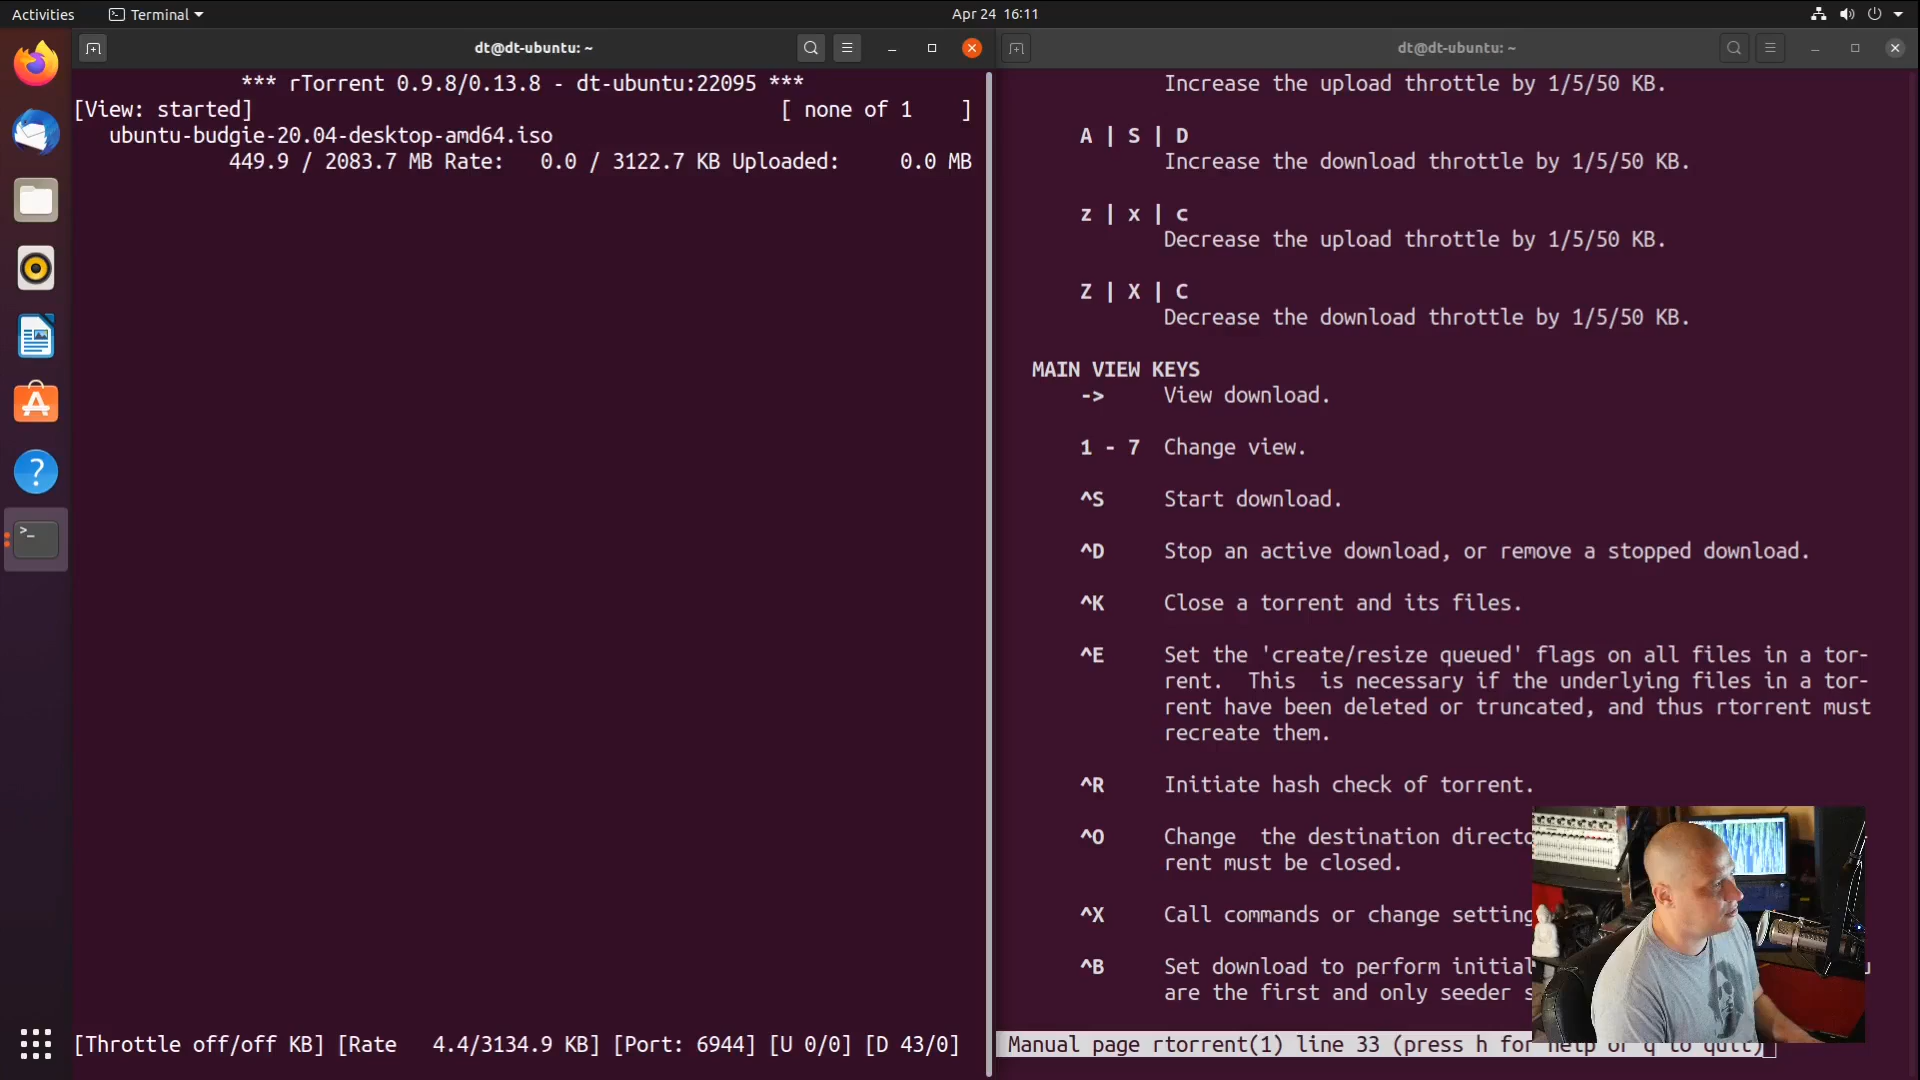 Activities
Terminal
Apr 24 16:11
dt@dt-ubuntu: ~
*** rTorrent 0.9.8/0.13.8 - dt-ubuntu:22095 ***
[View: started] [ none of 1 ]
ubuntu-budgie-20.04-desktop-amd64.iso
449.9 / 2083.7 MB Rate: 0.0 / 3122.7 KB Uploaded: 0.0 MB
[Throttle off/off KB] [Rate 4.4/3134.9 KB] [Port: 6944] [U 0/0] [D 43/0]
dt@dt-ubuntu: ~
Increase the upload throttle by 1/5/50 KB.
A | S | D
Increase the download throttle by 1/5/50 KB.
z | x | c
Decrease the upload throttle by 1/5/50 KB.
Z | X | C
Decrease the download throttle by 1/5/50 KB.
MAIN VIEW KEYS
-> View download.
1 - 7 Change view.
^S Start download.
^D Stop an active download, or remove a stopped download.
^K Close a torrent and its files.
^E Set the 'create/resize queued' flags on all files in a tor-
rent. This is necessary if the underlying files in a tor-
rent have been deleted or truncated, and thus rtorrent must
recreate them.
^R Initiate hash check of torrent.
^O Change the destination
rent must be closed.
^X Call commands or change
^B Set download to perform initial
are the first and only seeder
Manual page rtorrent(1) line 33 (press h for help or q to quit)